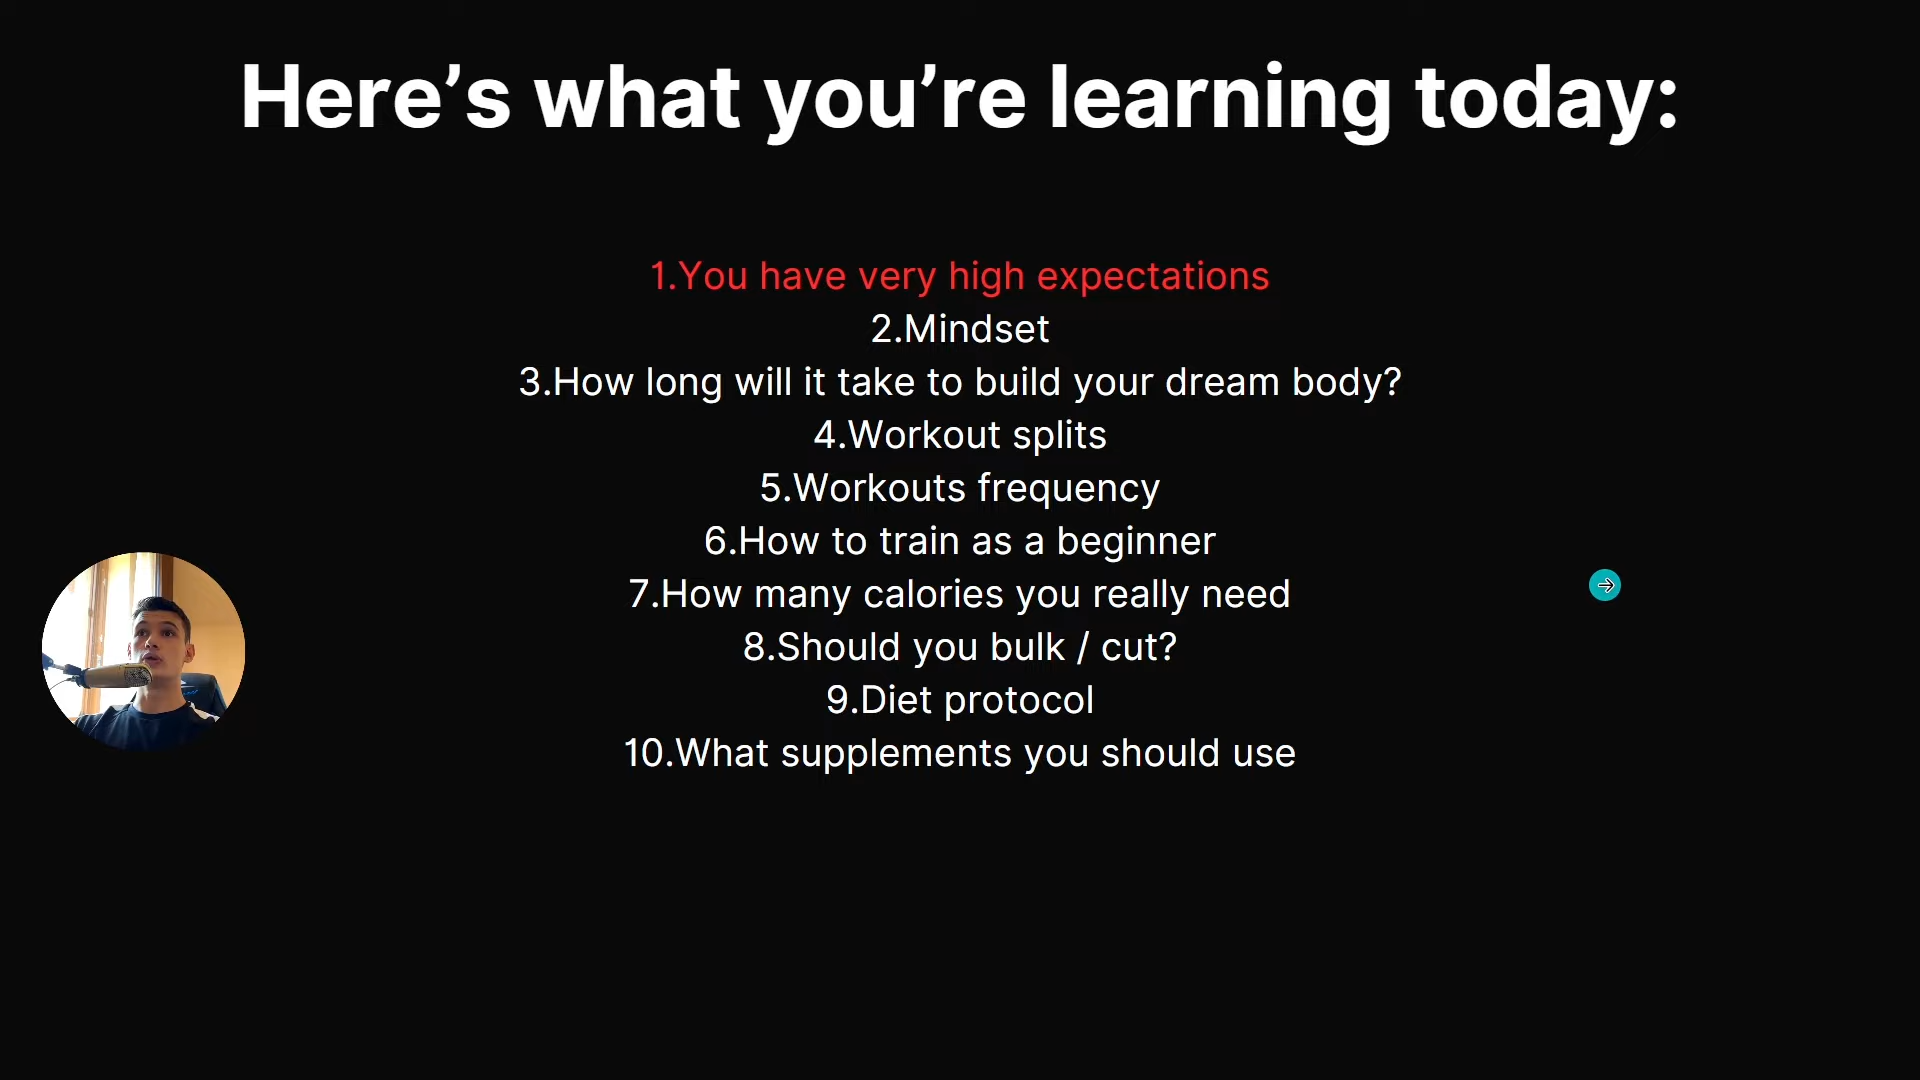 Here’s what you’re learning today:
1.You have very high expectations
2.Mindset
3.How long will it take to build your dream body?
4.Workout splits
5.Workouts frequency
6.How to train as a beginner
7.How many calories you really need
8.Should you bulk / cut?
9.Diet protocol
10.What supplements you should use